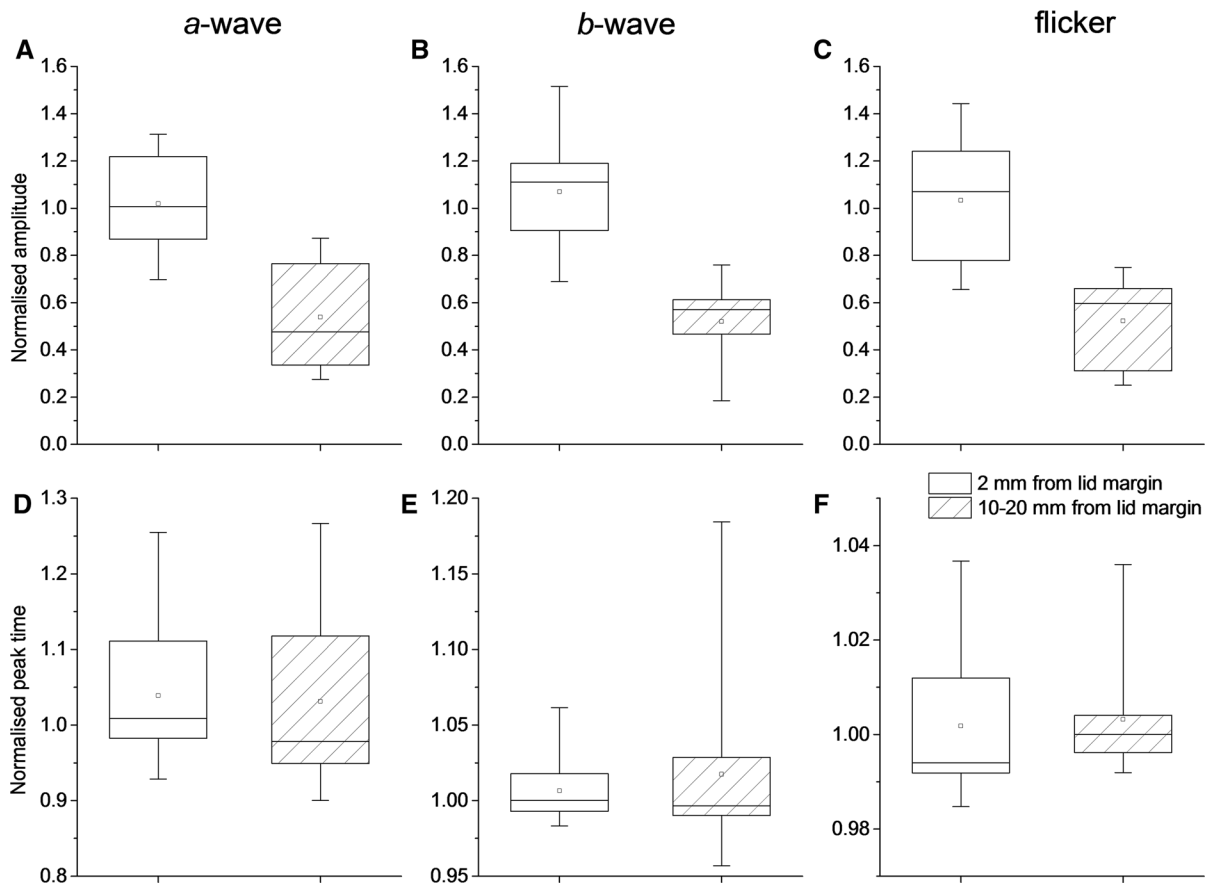 a-wave b-wave flicker
A B C
1.6 1.6 1.6
1.4 1.4 1.4
1.2 1.2 1.2
1.0 1.0 1.0
0.8 0.8 0.8
0.6 0.6 0.6
0.4 0.4 0.4
0.2 0.2 0.2
0.0 0.0 0.0
Normalised amplitude
2 mm from lid margin
10-20 mm from lid margin
D E F
1.3
1.2
1.1
1.0
0.9
0.8
Normalised peak time
1.20
1.15
1.10
1.05
1.00
0.95
1.04
1.02
1.00
0.98